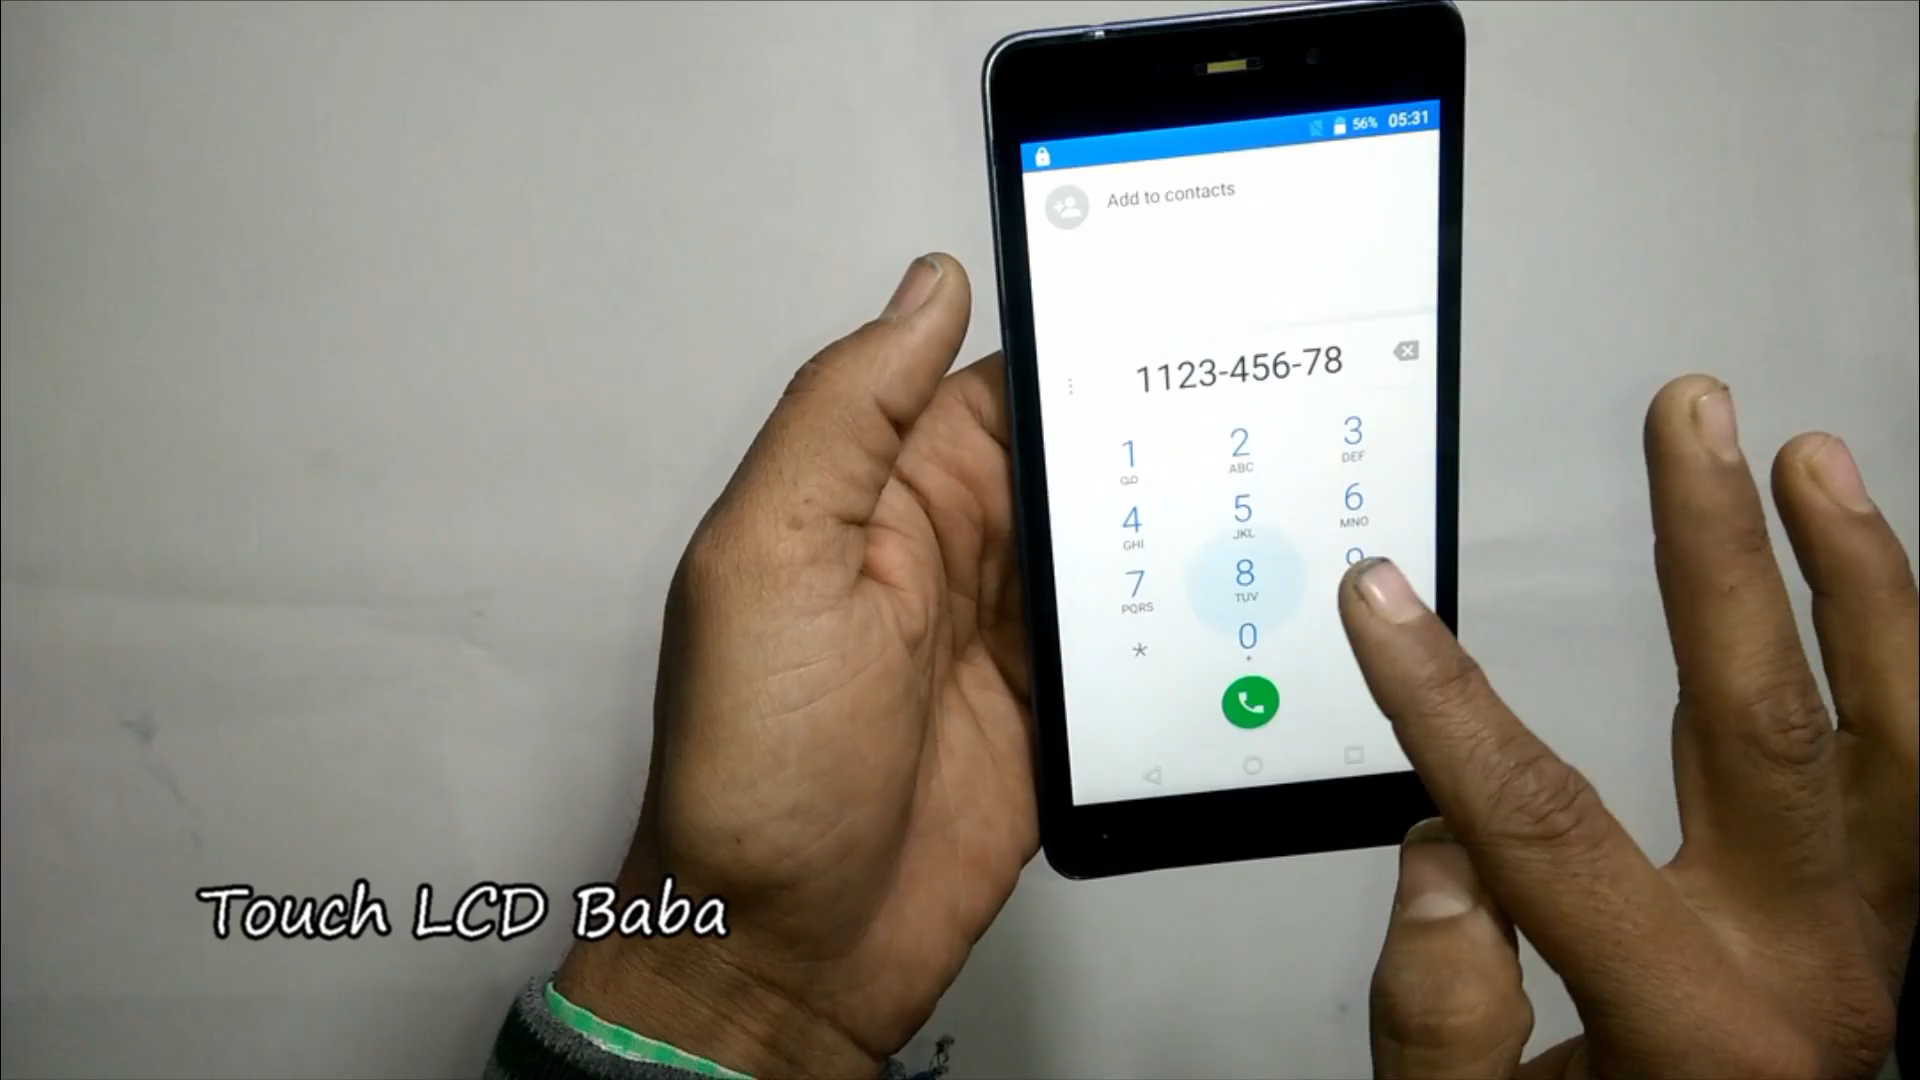 56% 05:31
Add to contacts
1123-456-78
1 2 3
ABC DEF
4 5 6
GHI JKL MNO
7 8 9
PQRS TUV
* 0
+
Touch LCD Baba